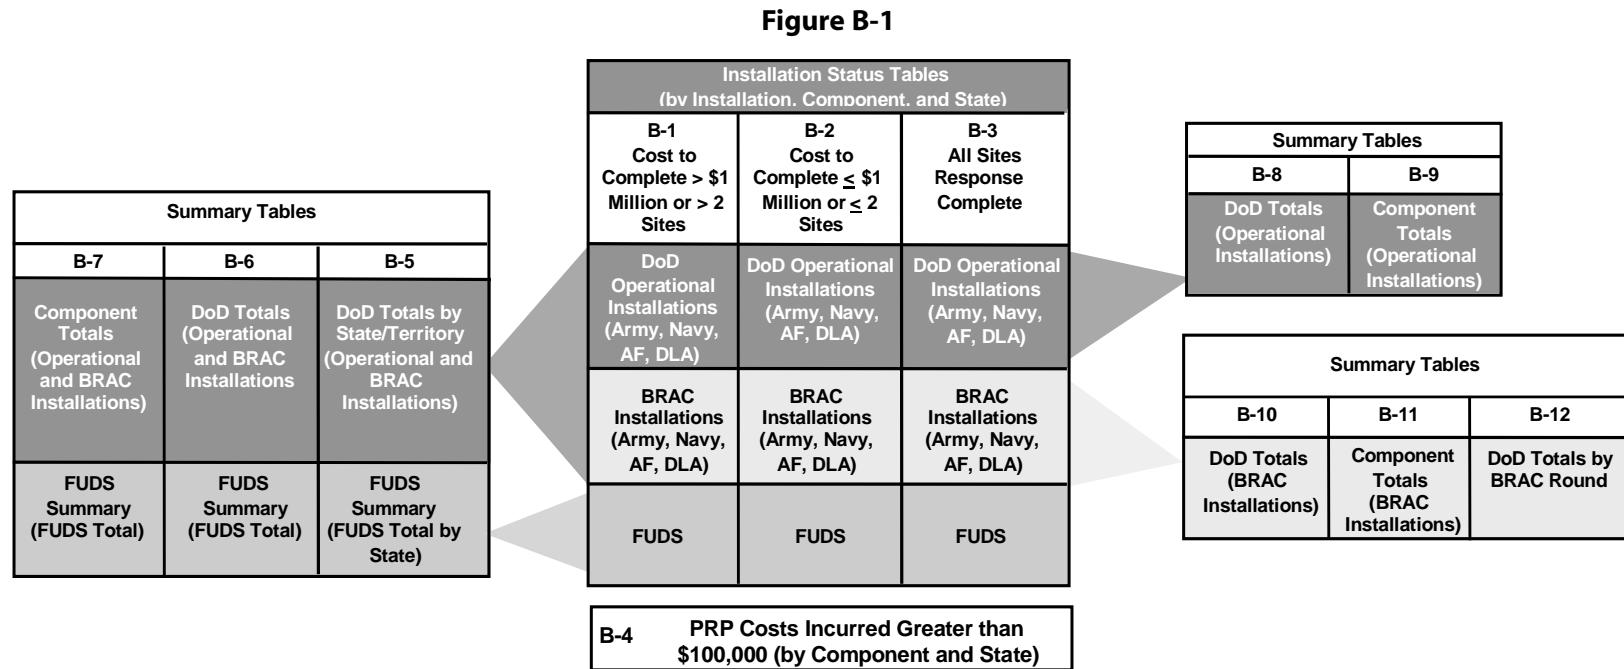 Figure B-1
Installation Status Tables
(by Installation, Component, and State)
B-1
Cost to
Complete > $1
Million or > 2
Sites
B-2
Cost to
Complete ≤ $1
Million or ≤ 2
Sites
B-3
All Sites
Response
Complete
DoD
Operational
Installations
(Army, Navy,
AF, DLA)
DoD Operational
Installations
(Army, Navy,
AF, DLA)
DoD Operational
Installations
(Army, Navy,
AF, DLA)
BRAC
Installations
(Army, Navy,
AF, DLA)
BRAC
Installations
(Army, Navy,
AF, DLA)
BRAC
Installations
(Army, Navy,
AF, DLA)
FUDS
FUDS
FUDS
B-4
PRP Costs Incurred Greater than
$100,000 (by Component and State)
Summary Tables
B-7
B-6
B-5
Component
Totals
(Operational
and BRAC
Installations)
DoD Totals
(Operational
and BRAC
Installations
DoD Totals by
State/Territory
(Operational and
BRAC
Installations)
FUDS
Summary
(FUDS Total)
FUDS
Summary
(FUDS Total)
FUDS
Summary
(FUDS Total by
State)
Summary Tables
B-8
B-9
DoD Totals
(Operational
Installations)
Component
Totals
(Operational
Installations)
Summary Tables
B-10
B-11
B-12
DoD Totals
(BRAC
Installations)
Component
Totals
(BRAC
Installations)
DoD Totals by
BRAC Round